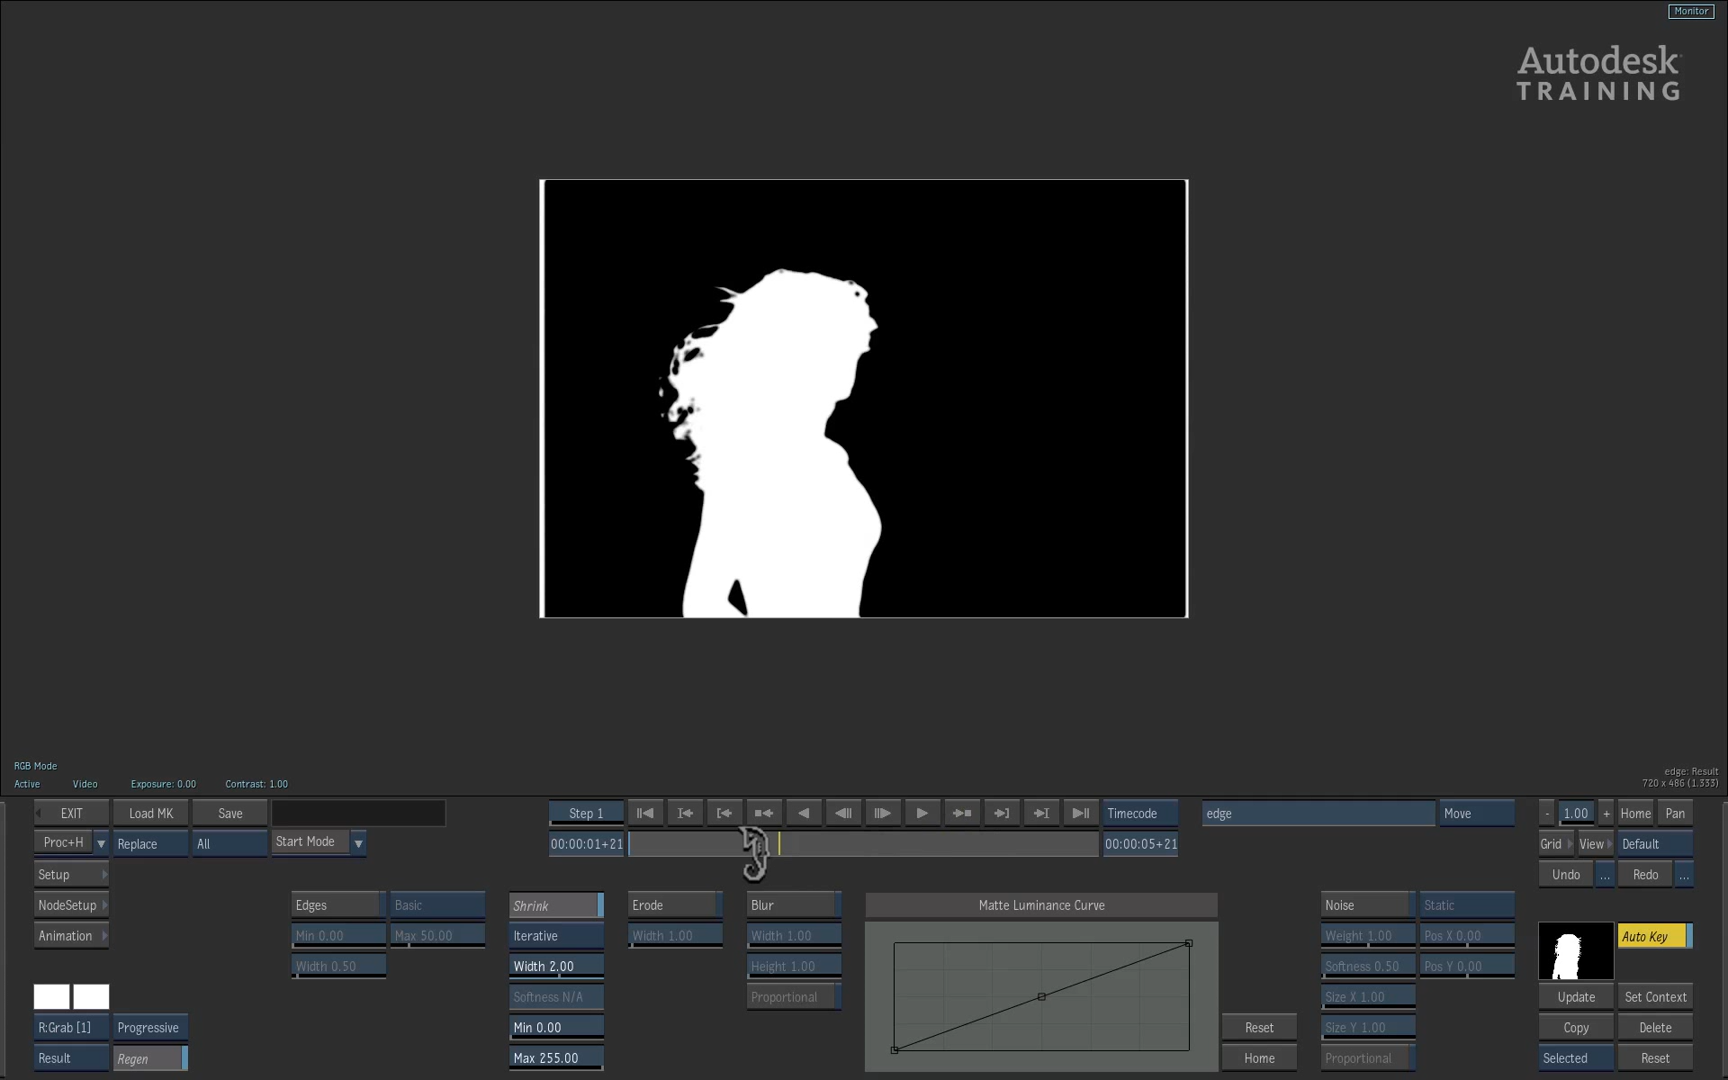 Monitor
Autodesk
TRAINING
RGB Mode
Active Video Exposure: 0.00 Contrast: 1.00
edge: Result
720 x 486 (1.333)
EXIT Load MK Save Step 1 Timecode edge Move - 1.00 + Home Pan
Proc+H Replace All Start Mode 00:00:01+21 00:00:05+21 Grid View Default
Setup Undo ... Redo ...
NodeSetup Edges Basic Shrink Erode Blur Matte Luminance Curve Noise Static
Animation Min 0.00 Max 50.00 Iterative Width 1.00 Width 1.00 Weight 1.00 Pos X 0.00 Auto Key
Width 0.50 Width 2.00 Height 1.00 Softness 0.50 Pos Y 0.00
Softness N/A Proportional Size X 1.00 Update Set Context
R:Grab [1] Progressive Min 0.00 Reset Size Y 1.00 Copy Delete
Result Regen Max 255.00 Home Proportional Selected Reset